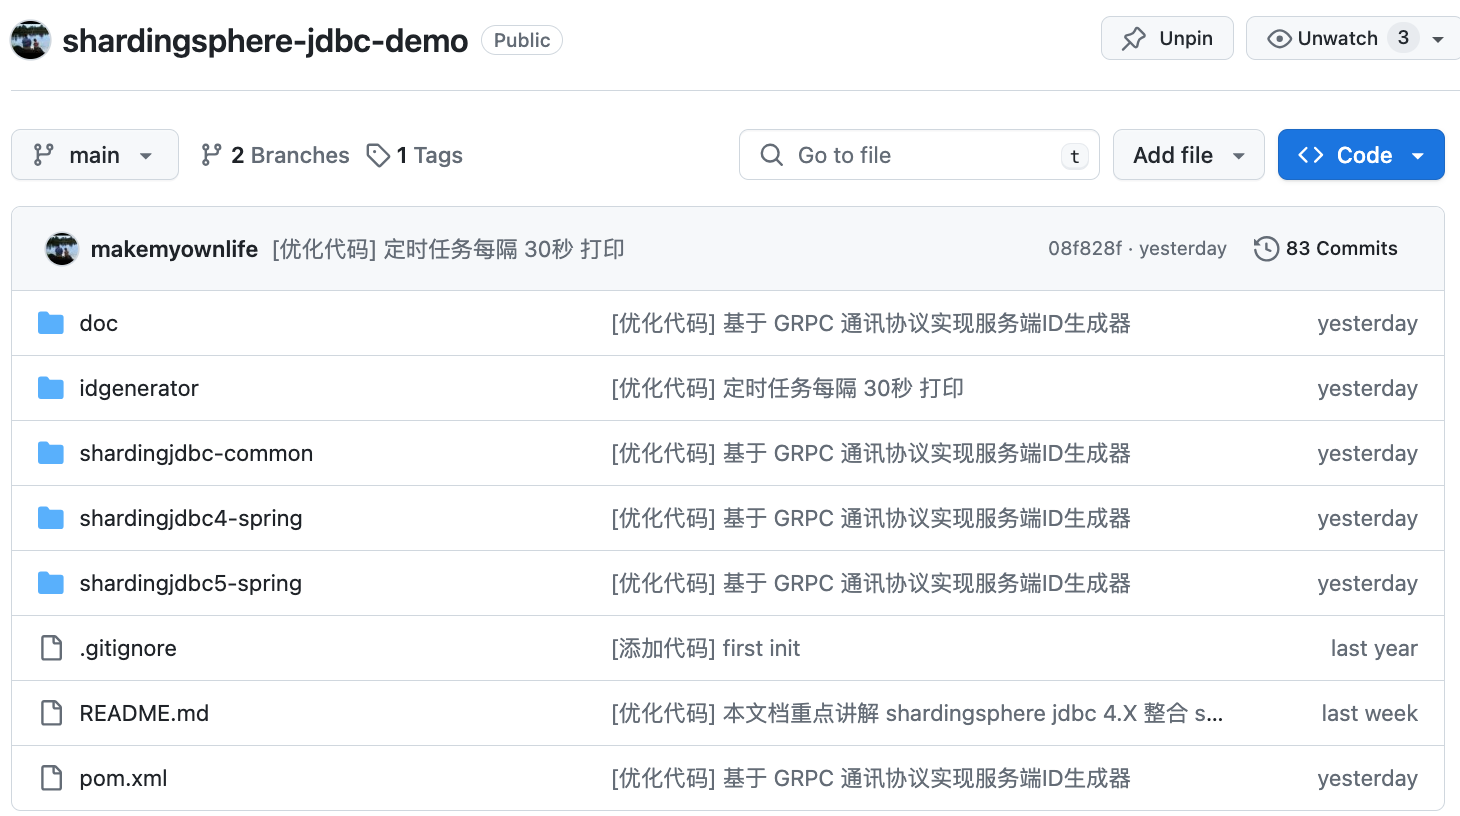 shardingsphere-jdbc-demo Public Unpin Unwatch 3
main 2 Branches 1 Tags Go to file t Add file Code
makemyownlife [优化代码] 定时任务每隔 30秒 打印 08f828f · yesterday 83 Commits
doc [优化代码] 基于 GRPC 通讯协议实现服务端ID生成器 yesterday
idgenerator [优化代码] 定时任务每隔 30秒 打印 yesterday
shardingjdbc-common [优化代码] 基于 GRPC 通讯协议实现服务端ID生成器 yesterday
shardingjdbc4-spring [优化代码] 基于 GRPC 通讯协议实现服务端ID生成器 yesterday
shardingjdbc5-spring [优化代码] 基于 GRPC 通讯协议实现服务端ID生成器 yesterday
.gitignore [添加代码] first init last year
README.md [优化代码] 本文档重点讲解 shardingsphere jdbc 4.X 整合 s... last week
pom.xml [优化代码] 基于 GRPC 通讯协议实现服务端ID生成器 yesterday